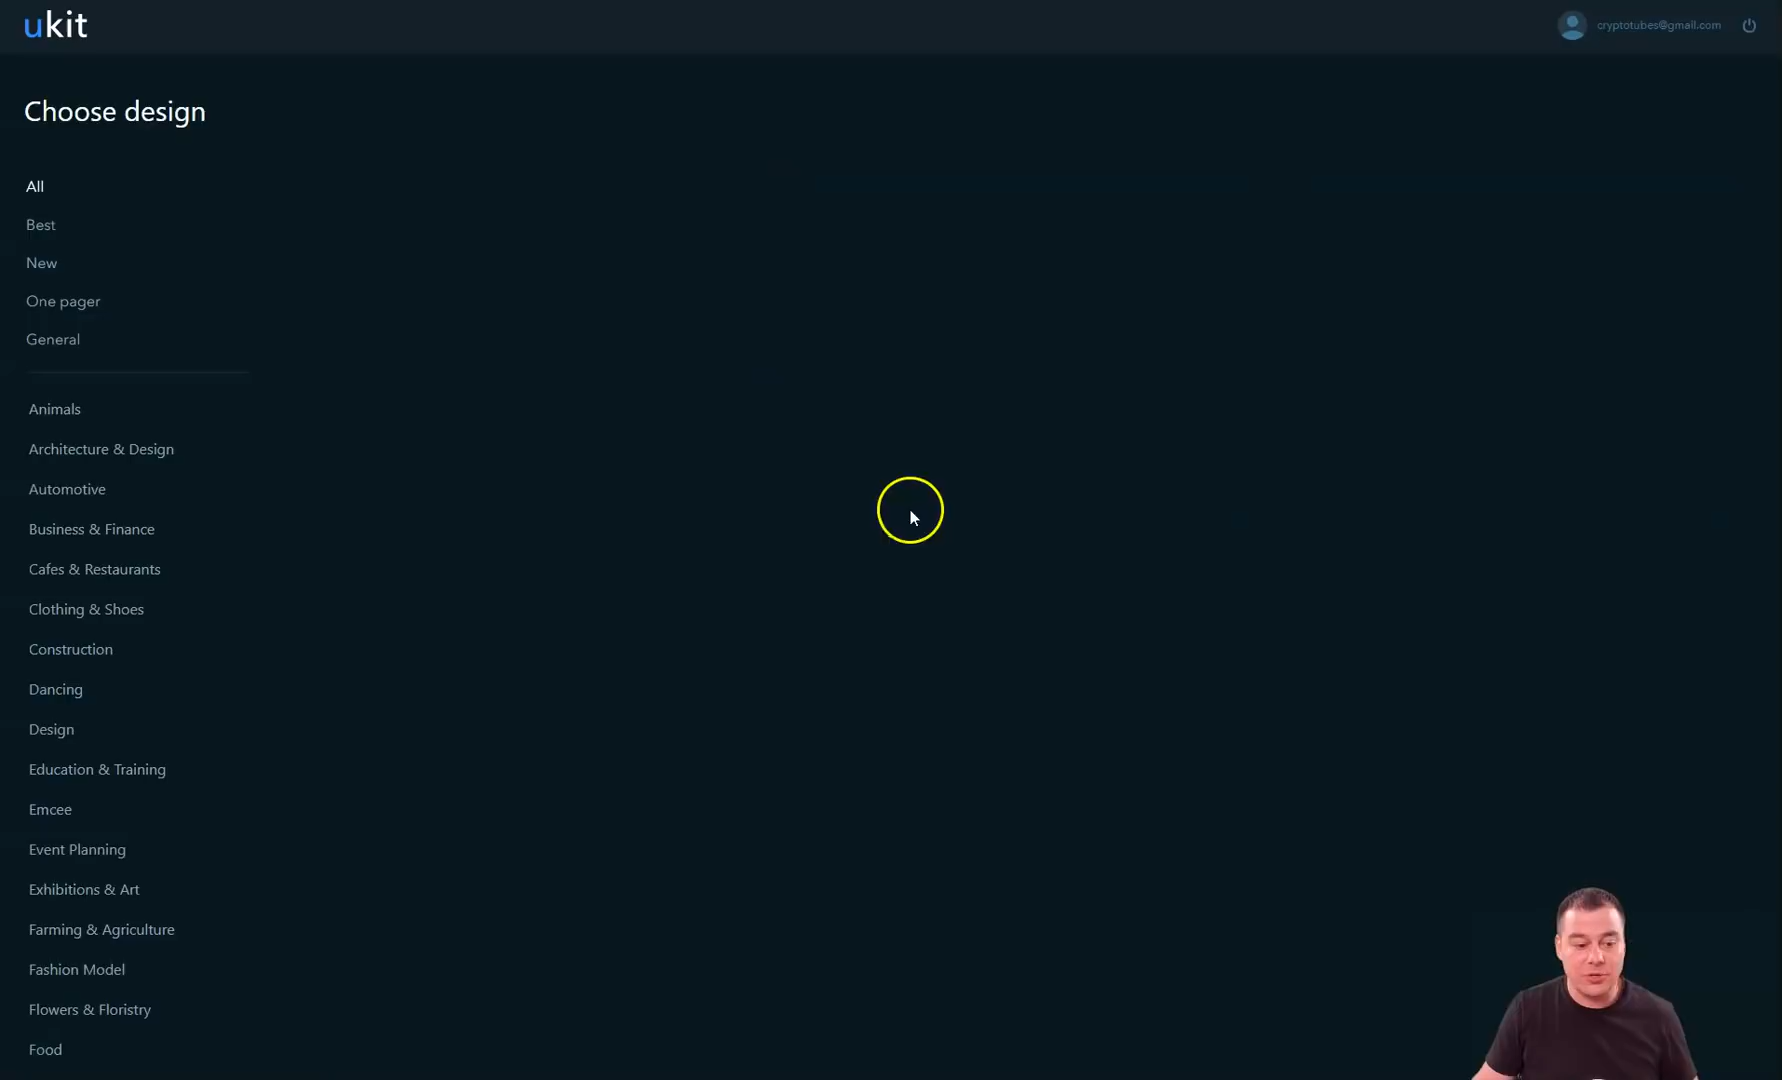 ukit
cryptotubes@gmail.com
Choose design
All
Best
New
One pager
General
Animals
Architecture & Design
Automotive
Business & Finance
Cafes & Restaurants
Clothing & Shoes
Construction
Dancing
Design
Education & Training
Emcee
Event Planning
Exhibitions & Art
Farming & Agriculture
Fashion Model
Flowers & Floristry
Food